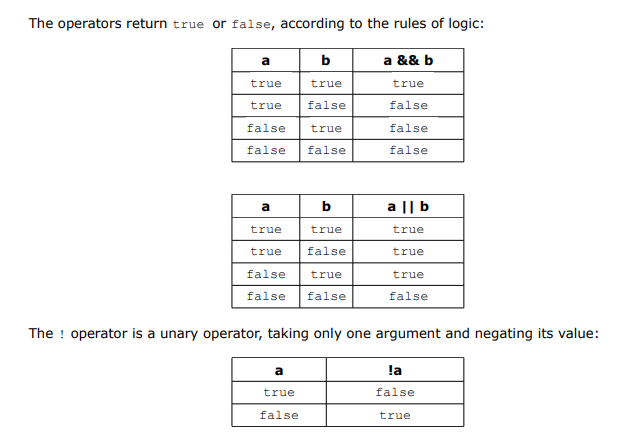 The operators return true or false, according to the rules of logic:
a b a && b
true true true
true false false
false true false
false false false
a b a || b
true true true
true false true
false true true
false false false
The ! operator is a unary operator, taking only one argument and negating its value:
a !a
true false
false true